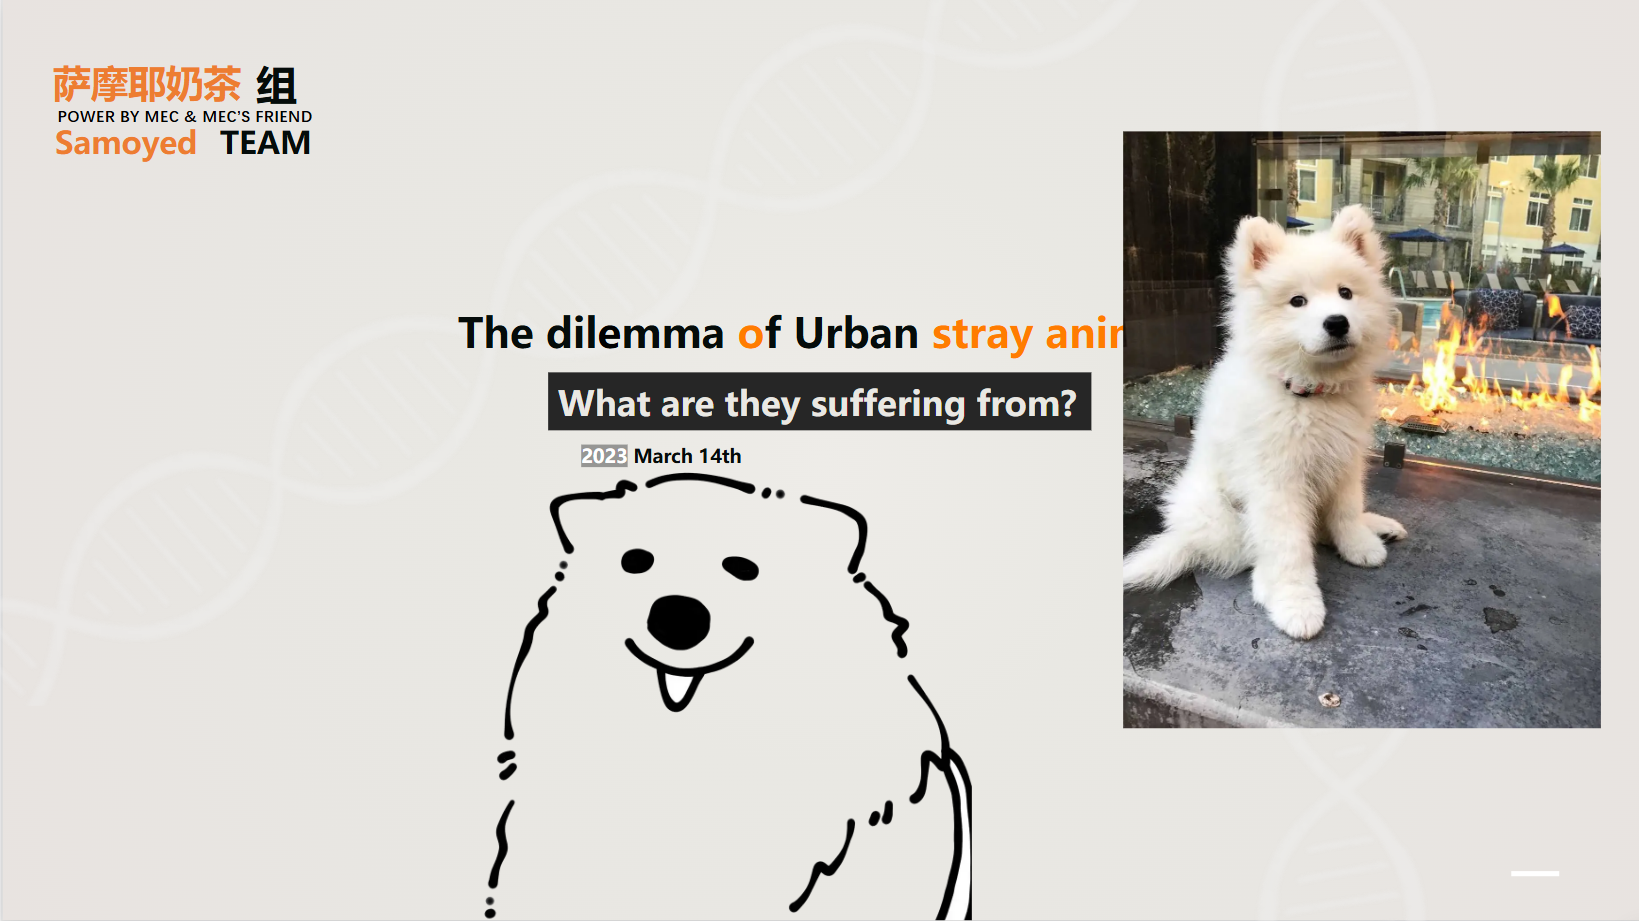 萨摩耶奶茶 组
POWER BY MEC & MEC'S FRIEND
Samoyed TEAM
The dilemma of Urban stray
What are they suffering from?
2023 March 14th